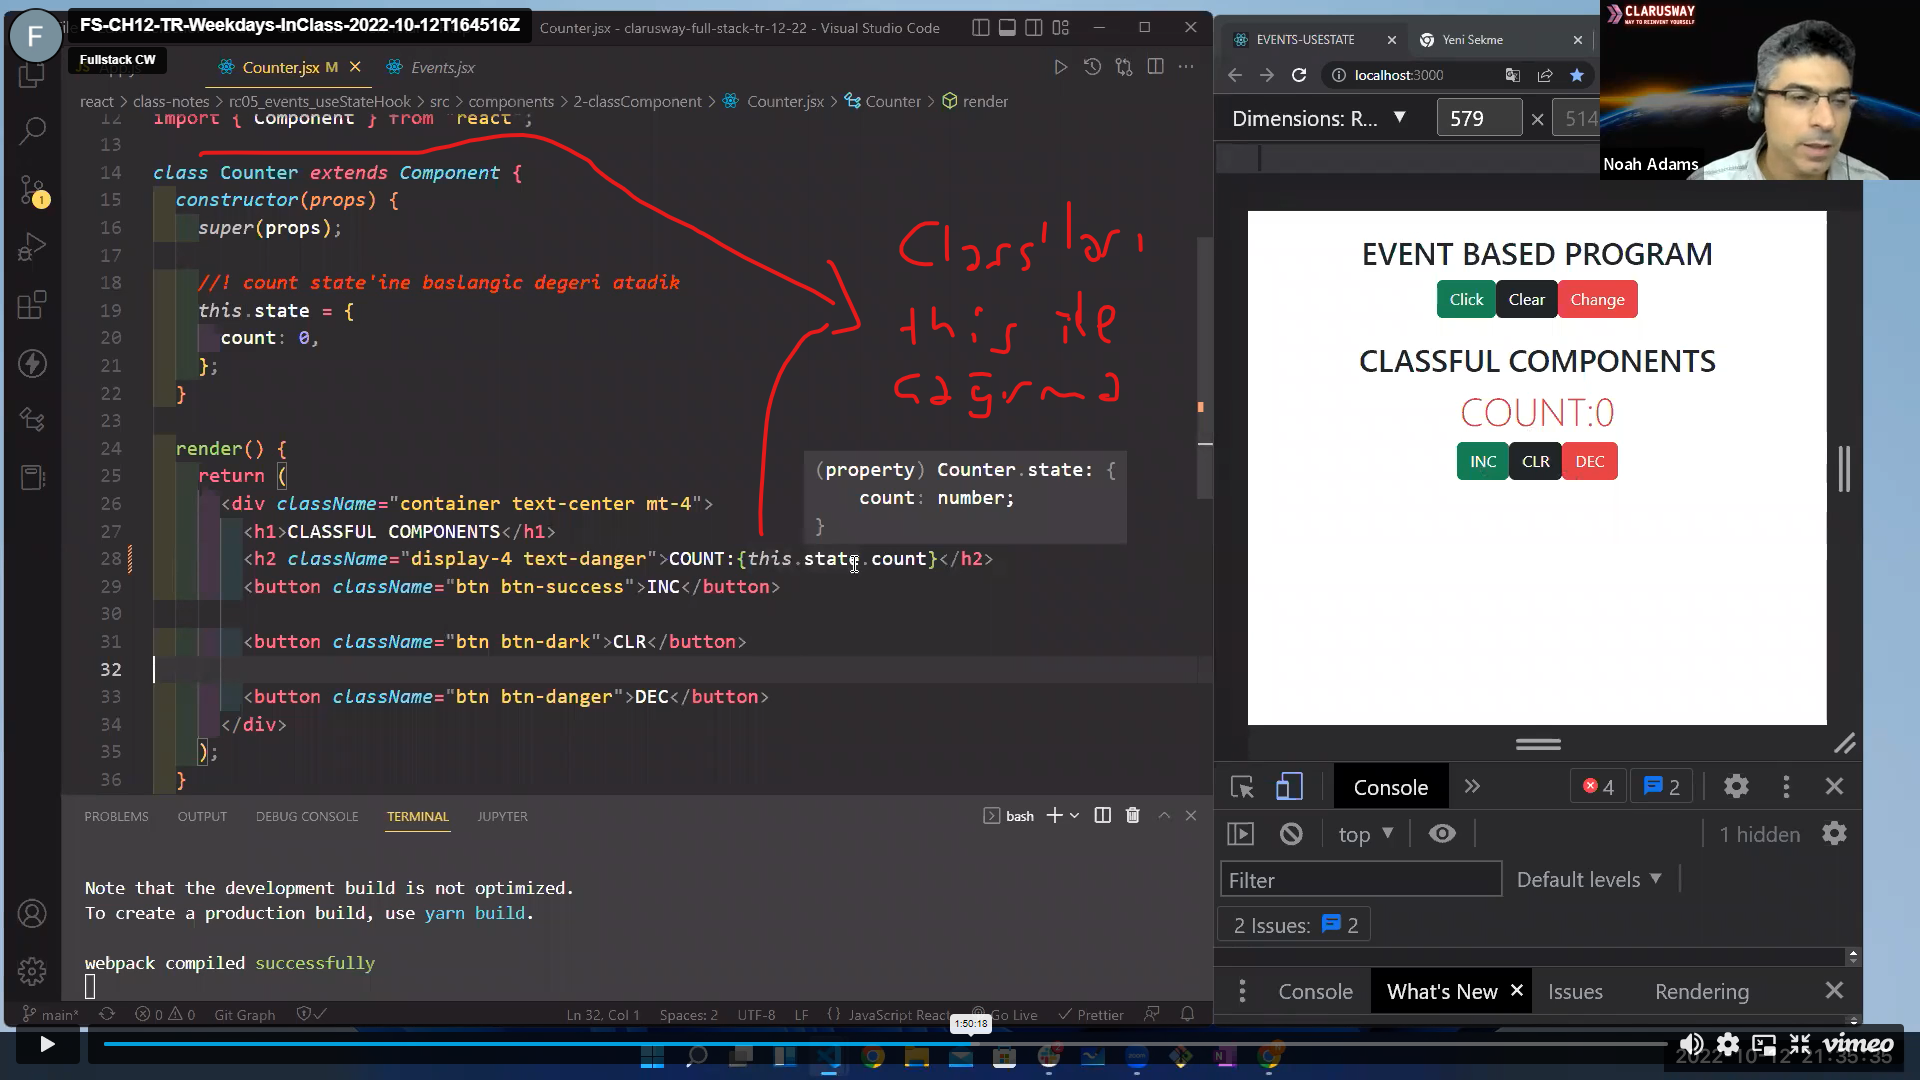 FS-CH12-TR-Weekdays-InClass-2022-10-12T164516Z
Counter.jsx - clarusway-full-stack-tr-12-22 - Visual Studio Code
F
Fullstack CW
Counter.jsx M
Events.jsx
react > class-notes > rc05_events_useStateHook > src > components > 2-classComponent > Counter.jsx > Counter > render
12 import { Component } from "react";
13
14 class Counter extends Component {
15 constructor(props) {
16 super(props);
17
18 //! count state'ine baslangic degeri atadik
19 this.state = {
20 count: 0,
21 };
22 }
23
24 render() {
25 return (
26 <div className="container text-center mt-4">
27 <h1>CLASSFUL COMPONENTS</h1>
28 <h2 className="display-4 text-danger">COUNT:{this.state.count}</h2>
29 <button className="btn btn-success">INC</button>
30
31 <button className="btn btn-dark">CLR</button>
32
33 <button className="btn btn-danger">DEC</button>
34 </div>
35 );
36 }
Class'ları
this ile
cağırma
(property) Counter.state: {
count: number;
}
1
PROBLEMS OUTPUT DEBUG CONSOLE TERMINAL JUPYTER
bash
Note that the development build is not optimized.
To create a production build, use yarn build.
webpack compiled successfully
main* 0 0 Git Graph Ln 32, Col 1 Spaces: 2 UTF-8 LF {} JavaScript React Go Live Prettier
1:50:18
EVENTS-USESTATE
Yeni Sekme
localhost:3000
Dimensions: R... 579 × 514
CLARUSWAY
WAY TO REINVENT YOURSELF
Noah Adams
EVENT BASED PROGRAM
Click Clear Change
CLASSFUL COMPONENTS
COUNT:0
INC CLR DEC
Console 4 2
top 1 hidden
Filter Default levels
2 Issues: 2
Console What's New Issues Rendering
vimeo
2022-10-12 21:35:35